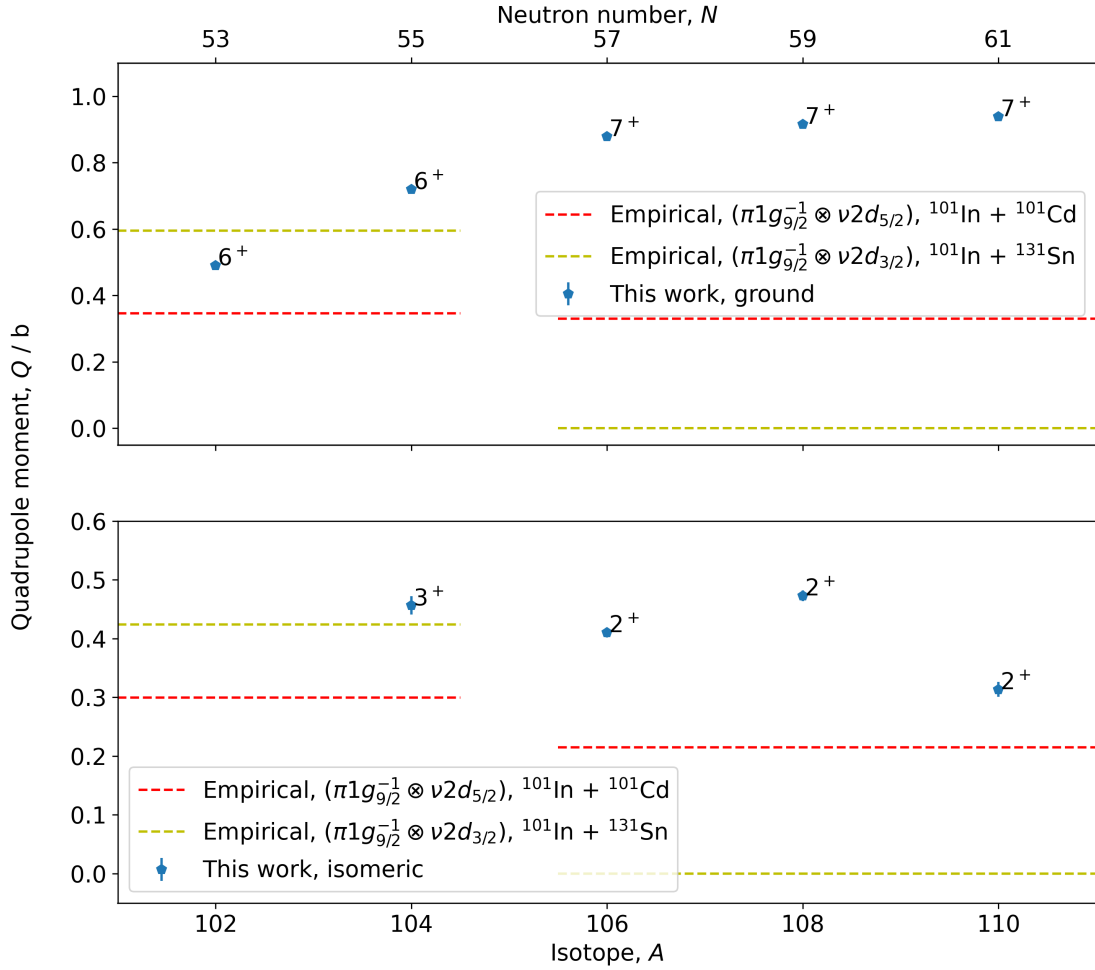 Neutron number, N
53 55 57 59 61
1.0
0.8
0.6
0.4
0.2
0.0
6⁺
6⁺
7⁺
7⁺
7⁺
Empirical, (π1g₉/₂⁻¹ ⊗ ν2d₅/₂), ¹⁰¹In + ¹⁰¹Cd
Empirical, (π1g₉/₂⁻¹ ⊗ ν2d₃/₂), ¹⁰¹In + ¹³¹Sn
This work, ground
Quadrupole moment, Q / b
0.6
0.5
0.4
0.3
0.2
0.1
0.0
3⁺
2⁺
2⁺
2⁺
Empirical, (π1g₉/₂⁻¹ ⊗ ν2d₅/₂), ¹⁰¹In + ¹⁰¹Cd
Empirical, (π1g₉/₂⁻¹ ⊗ ν2d₃/₂), ¹⁰¹In + ¹³¹Sn
This work, isomeric
102 104 106 108 110
Isotope, A